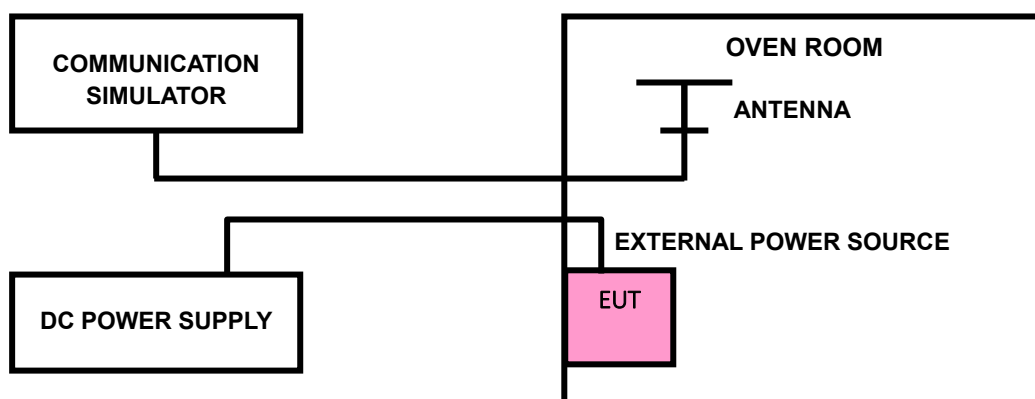 COMMUNICATION
SIMULATOR
OVEN ROOM
ANTENNA
EXTERNAL POWER SOURCE
DC POWER SUPPLY
EUT